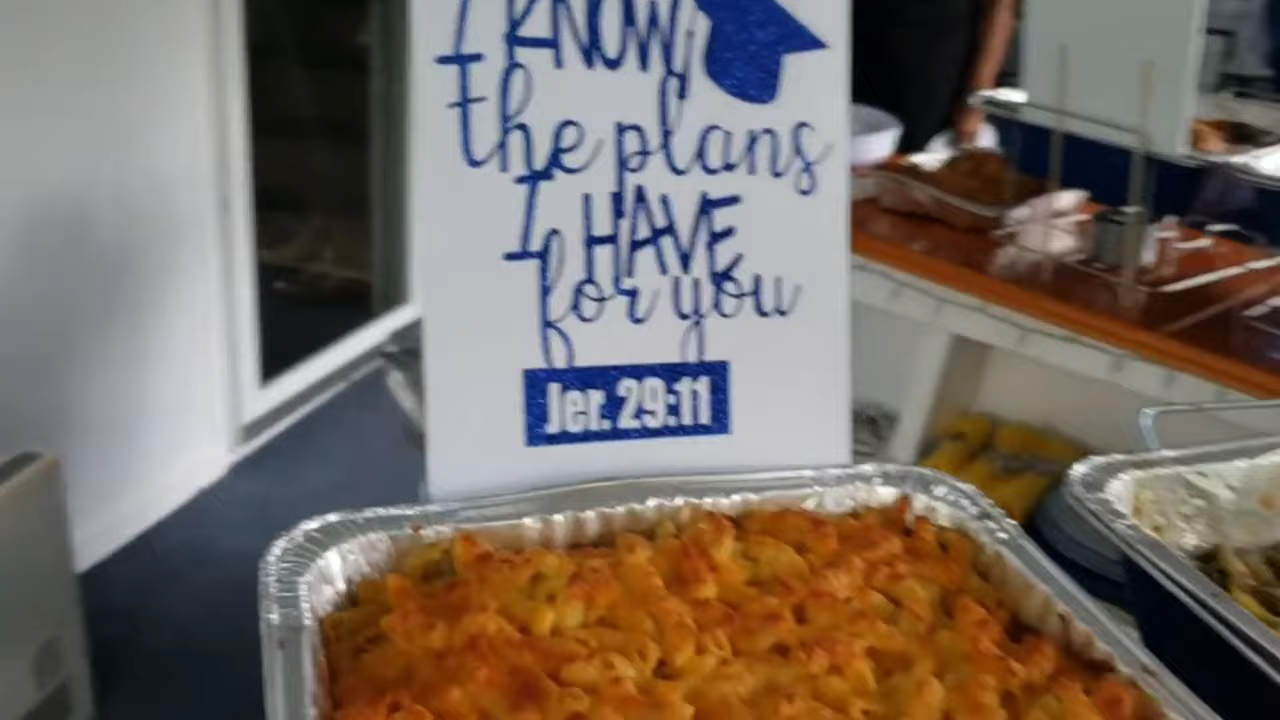 I KNOW
the plans
I HAVE
for you
Jer. 29:11